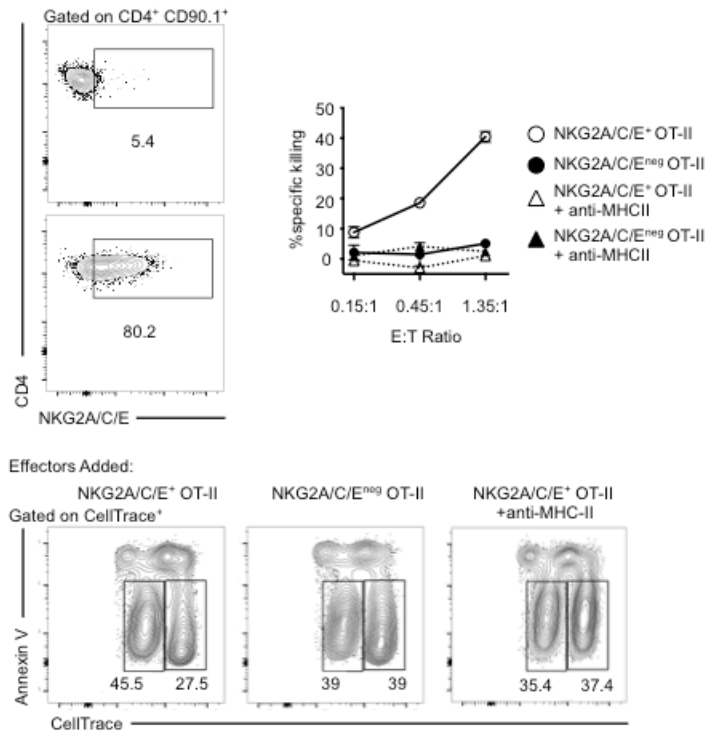 Gated on CD4⁺ CD90.1⁺
5.4
80.2
CD4
NKG2A/C/E
50
40
30
20
10
0
%specific killing
0.15:1 0.45:1 1.35:1
E:T Ratio
NKG2A/C/E⁺ OT-II
NKG2A/C/Eⁿᵉᵍ OT-II
NKG2A/C/E⁺ OT-II
+ anti-MHCII
NKG2A/C/Eⁿᵉᵍ OT-II
+ anti-MHCII
Effectors Added:
NKG2A/C/E⁺ OT-II
NKG2A/C/Eⁿᵉᵍ OT-II
NKG2A/C/E⁺ OT-II
+anti-MHC-II
Gated on CellTrace⁺
Annexin V
45.5 27.5
39 39
35.4 37.4
CellTrace